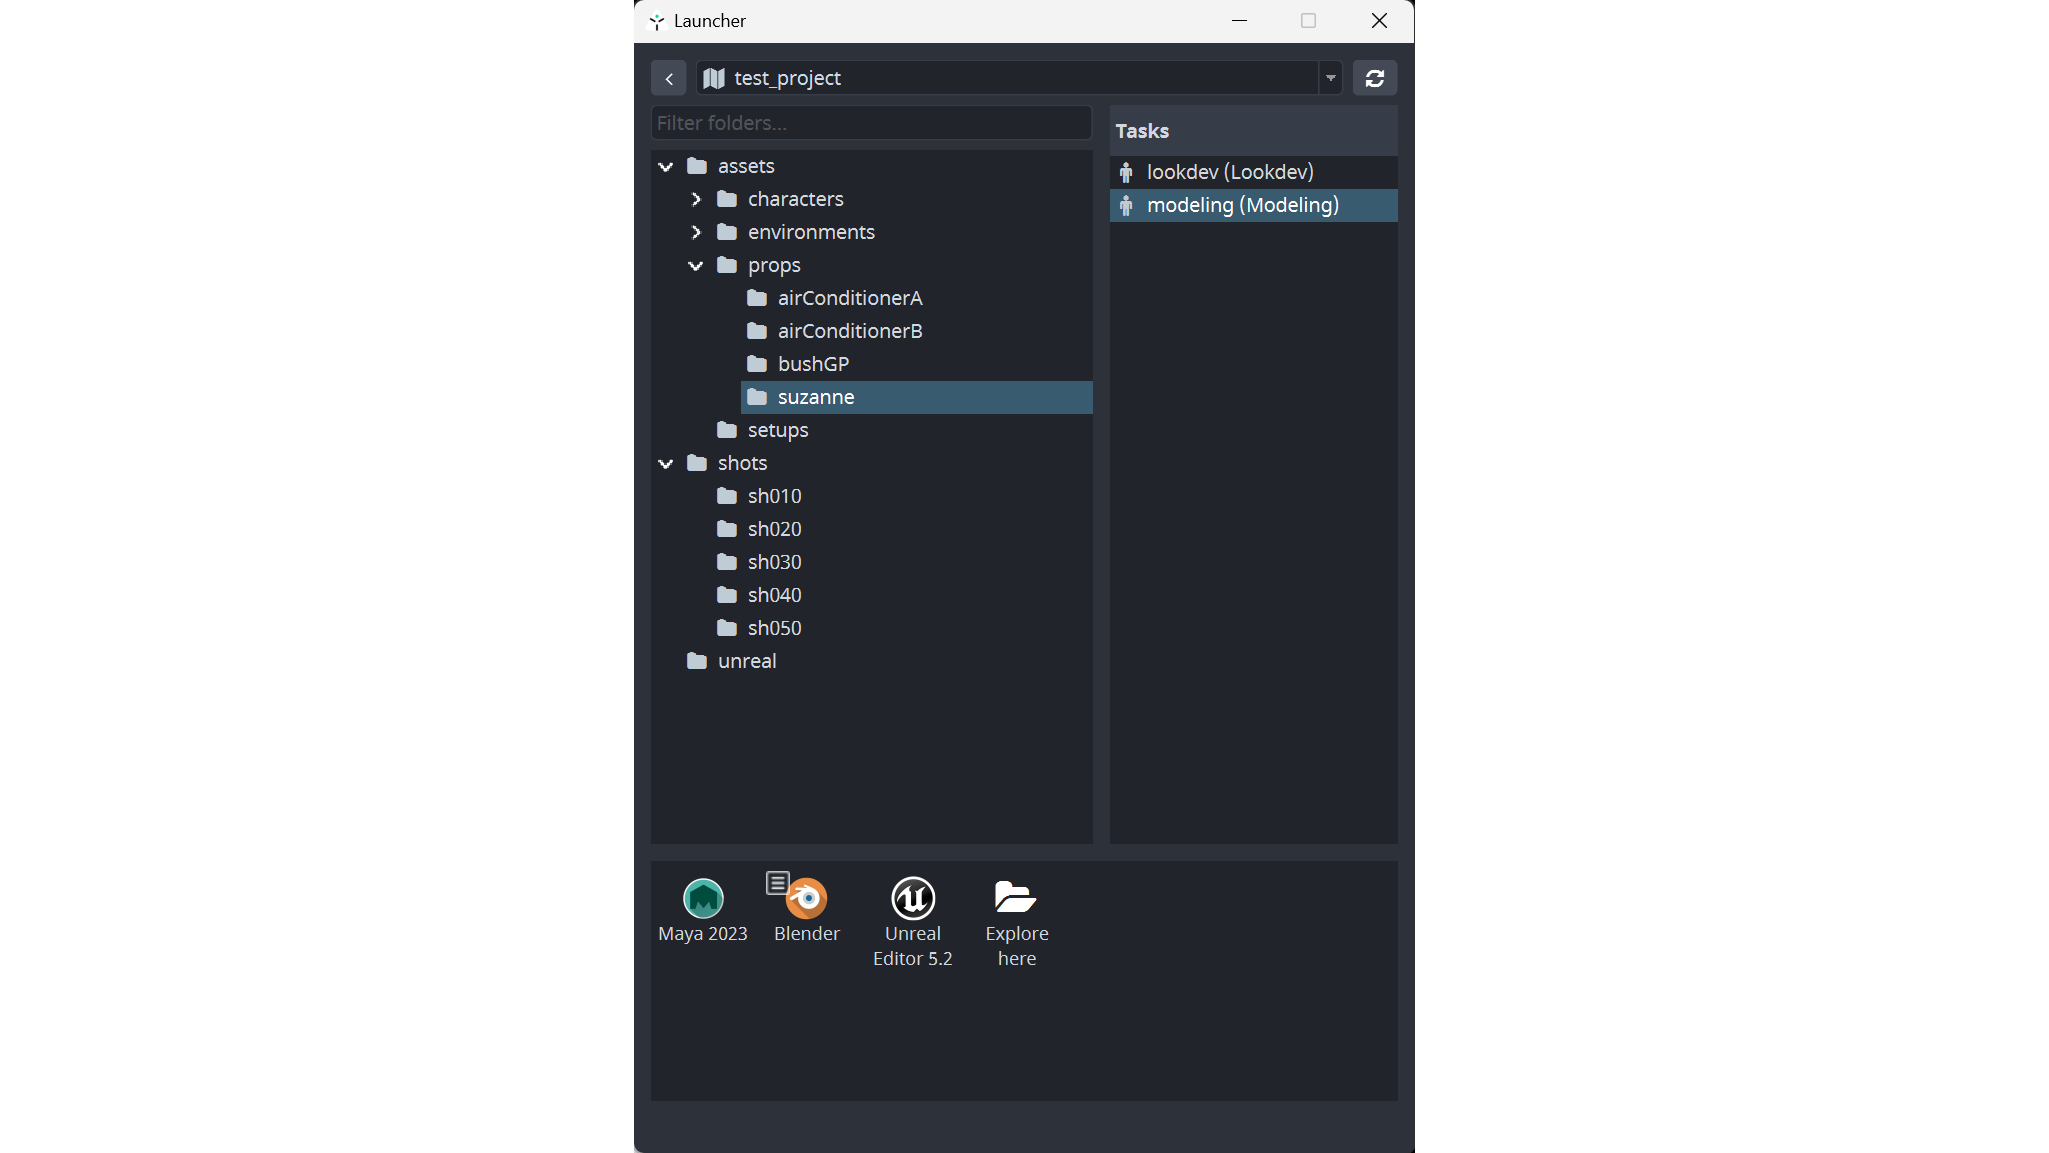 Launcher
test_project
Filter folders...
Tasks
assets
characters
environments
props
airConditionerA
airConditionerB
bushGP
suzanne
setups
shots
sh010
sh020
sh030
sh040
sh050
unreal
lookdev (Lookdev)
modeling (Modeling)
Maya 2023
Blender
Unreal
Editor 5.2
Explore
here